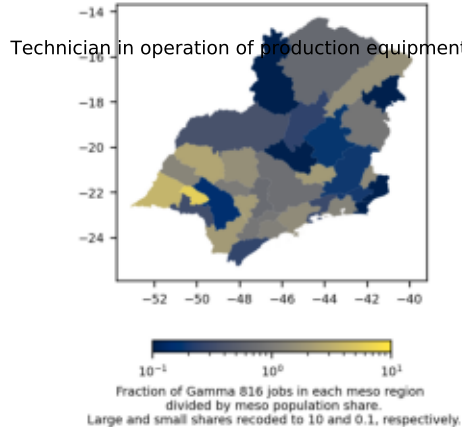 Technician in operation of production equipment
−14
−16
−18
−20
−22
−24
−52 −50 −48 −46 −44 −42 −40
10−1 100 101
Fraction of Gamma 816 jobs in each meso region
divided by meso population share.
Large and small shares recoded to 10 and 0.1, respectively.